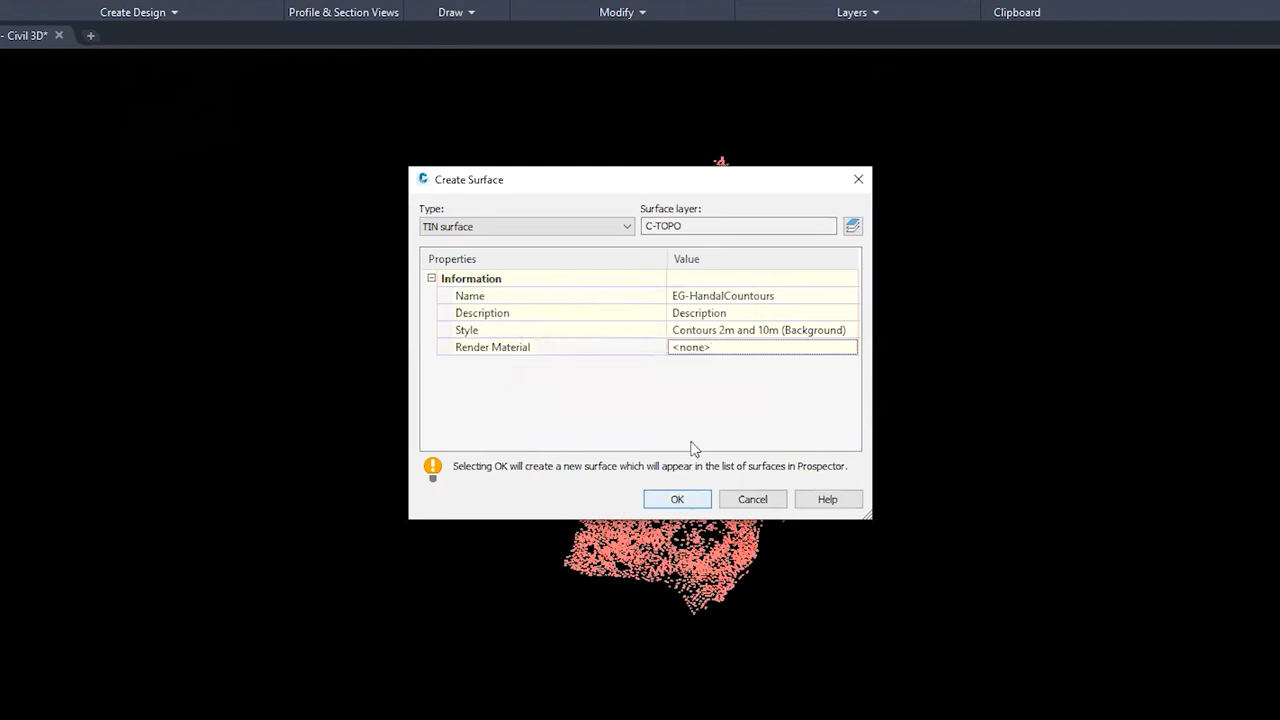 Create Design Profile & Section Views Draw Modify Layers Clipboard
- Civil 3D*
Create Surface
Type: Surface layer:
TIN surface C-TOPO
Properties Value
Information
Name EG-HandalCountours
Description Description
Style Contours 2m and 10m (Background)
Render Material <none>
Selecting OK will create a new surface which will appear in the list of surfaces in Prospector.
OK Cancel Help